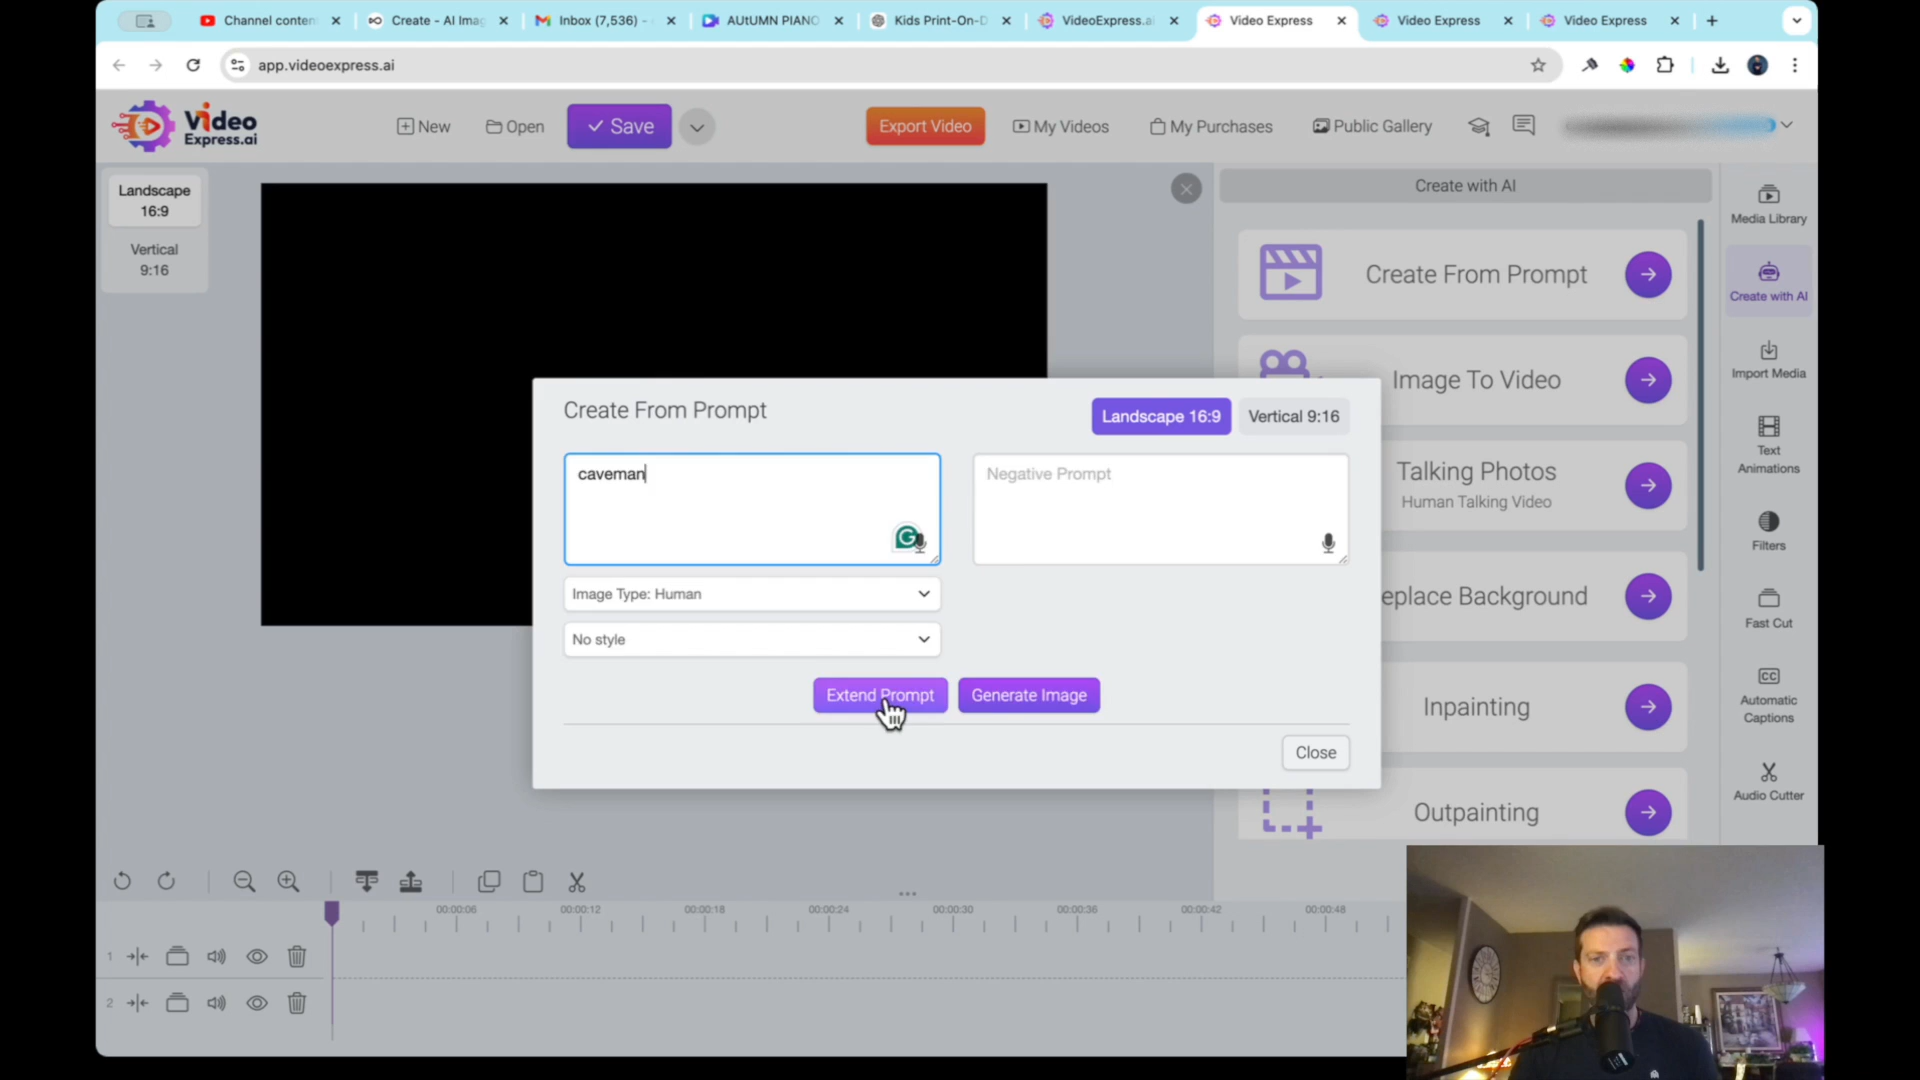 Channel conten
Create - AI Imag
Inbox (7,536) -
AUtUMN PIANO
Kids Print-On-D
VideoExpress.a
Video Express
Video Express
Video Express
app.videoexpress.ai
Video
Express.ai
New
Open
Save
Export Video
My Videos
My Purchases
Public Gallery
Landscape
16:9
Vertical
9:16
Create with AI
Create From Prompt
Image To Video
Talking Photos
Human Talking Video
eplace Background
Inpainting
Outpainting
Media Library
Create with AI
Import Media
Text
Animations
Filters
Fast Cut
CC
Automatic
Captions
Audio Cutter
Create From Prompt
Landscape 16:9
Vertical 9:16
caveman
G
Negative Prompt
Image Type: Human
No style
Extend Prompt
Generate Image
Close
00:00:06
00:00:12
00:00:18
00:00:24
00:00:30
00:00:36
00:00:42
00:00:48
1
2